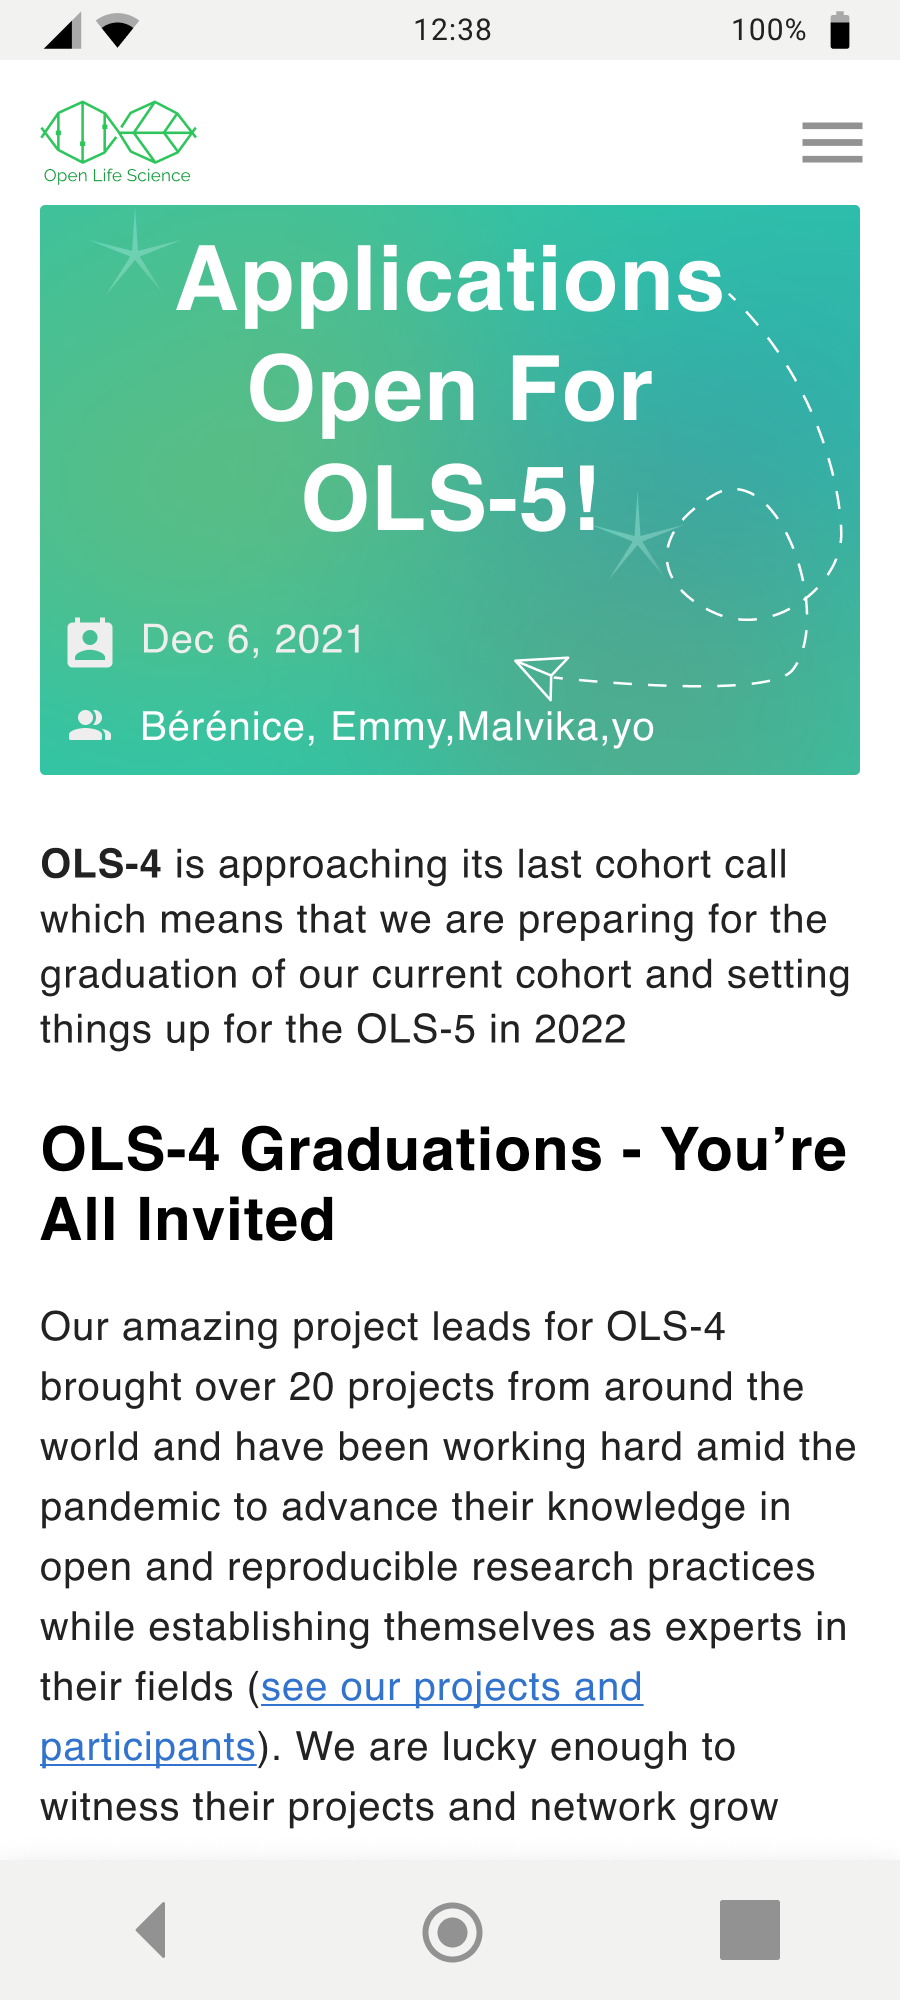 12:38
100%
Open Life Science
Applications
Open For
OLS-5!
Dec 6, 2021
Bérénice, Emmy,Malvika,yo
OLS-4 is approaching its last cohort call
which means that we are preparing for the
graduation of our current cohort and setting
things up for the OLS-5 in 2022
OLS-4 Graduations - You’re
All Invited
Our amazing project leads for OLS-4
brought over 20 projects from around the
world and have been working hard amid the
pandemic to advance their knowledge in
open and reproducible research practices
while establishing themselves as experts in
their fields (see our projects and
participants). We are lucky enough to
witness their projects and network grow